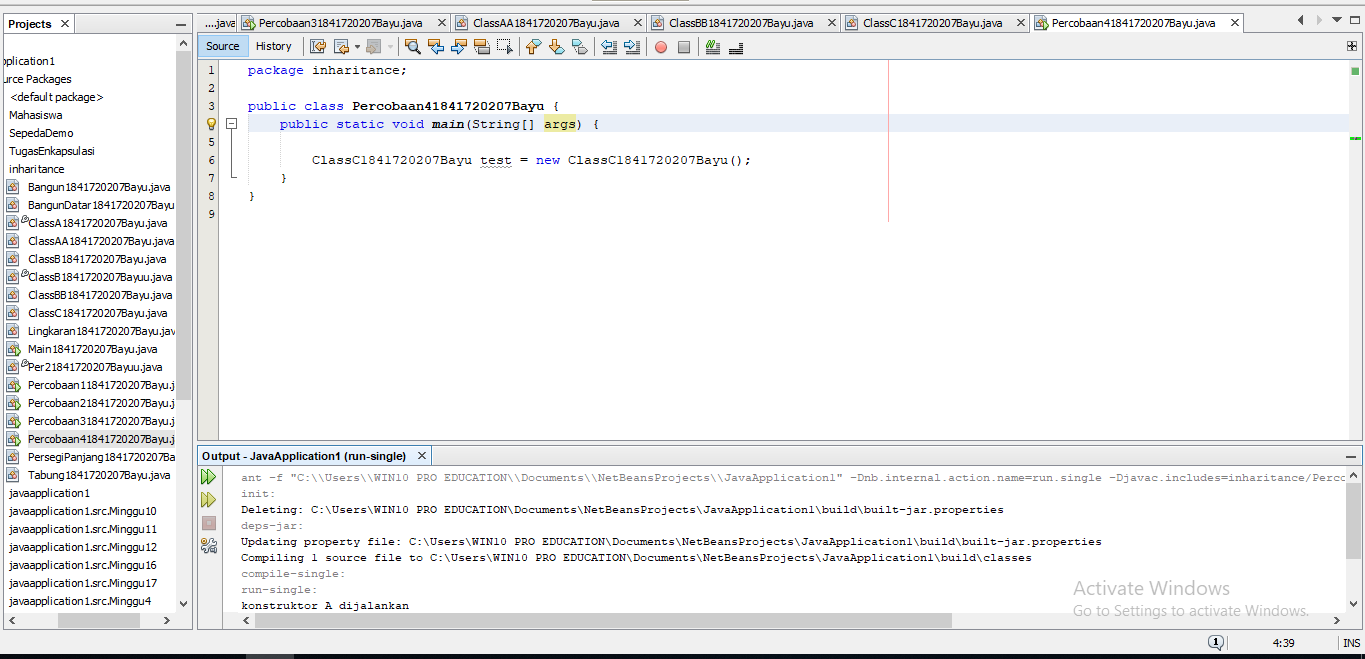 Projects
....java
Percobaan31841720207Bayu.java
ClassAA1841720207Bayu.java
ClassBB1841720207Bayu.java
ClassC1841720207Bayu.java
Percobaan41841720207Bayu.java
Source
History
plication1
urce Packages
<default package>
Mahasiswa
SepedaDemo
TugasEnkapsulasi
inharitance
Bangun1841720207Bayu.java
BangunDatar1841720207Bayu
ClassA1841720207Bayu.java
ClassAA1841720207Bayu.java
ClassB1841720207Bayu.java
ClassB1841720207Bayuu.java
ClassBB1841720207Bayu.java
ClassC1841720207Bayu.java
Lingkaran1841720207Bayu.jav
Main1841720207Bayu.java
Per21841720207Bayuu.java
Percobaan11841720207Bayu.j
Percobaan21841720207Bayu.j
Percobaan31841720207Bayu.j
Percobaan41841720207Bayu.j
PersegiPanjang1841720207Ba
Tabung1841720207Bayu.java
javaapplication1
javaapplication1.src.Minggu10
javaapplication1.src.Minggu11
javaapplication1.src.Minggu12
javaapplication1.src.Minggu16
javaapplication1.src.Minggu17
javaapplication1.src.Minggu4
1 package inharitance;
2
3 public class Percobaan41841720207Bayu {
public static void main(String[] args) {
5
6 ClassC1841720207Bayu test = new ClassC1841720207Bayu();
7 }
8 }
9
Output - JavaApplication1 (run-single)
ant -f "C:\\Users\\WIN10 PRO EDUCATION\\Documents\\NetBeansProjects\\JavaApplication1" -Dnb.internal.action.name=run.single -Djavac.includes=inharitance/Perco
init:
Deleting: C:\Users\WIN10 PRO EDUCATION\Documents\NetBeansProjects\JavaApplication1\build\built-jar.properties
deps-jar:
Updating property file: C:\Users\WIN10 PRO EDUCATION\Documents\NetBeansProjects\JavaApplication1\build\built-jar.properties
Compiling 1 source file to C:\Users\WIN10 PRO EDUCATION\Documents\NetBeansProjects\JavaApplication1\build\classes
compile-single:
run-single:
konstruktor A dijalankan
Activate Windows
Go to Settings to activate Windows.
1
4:39
INS